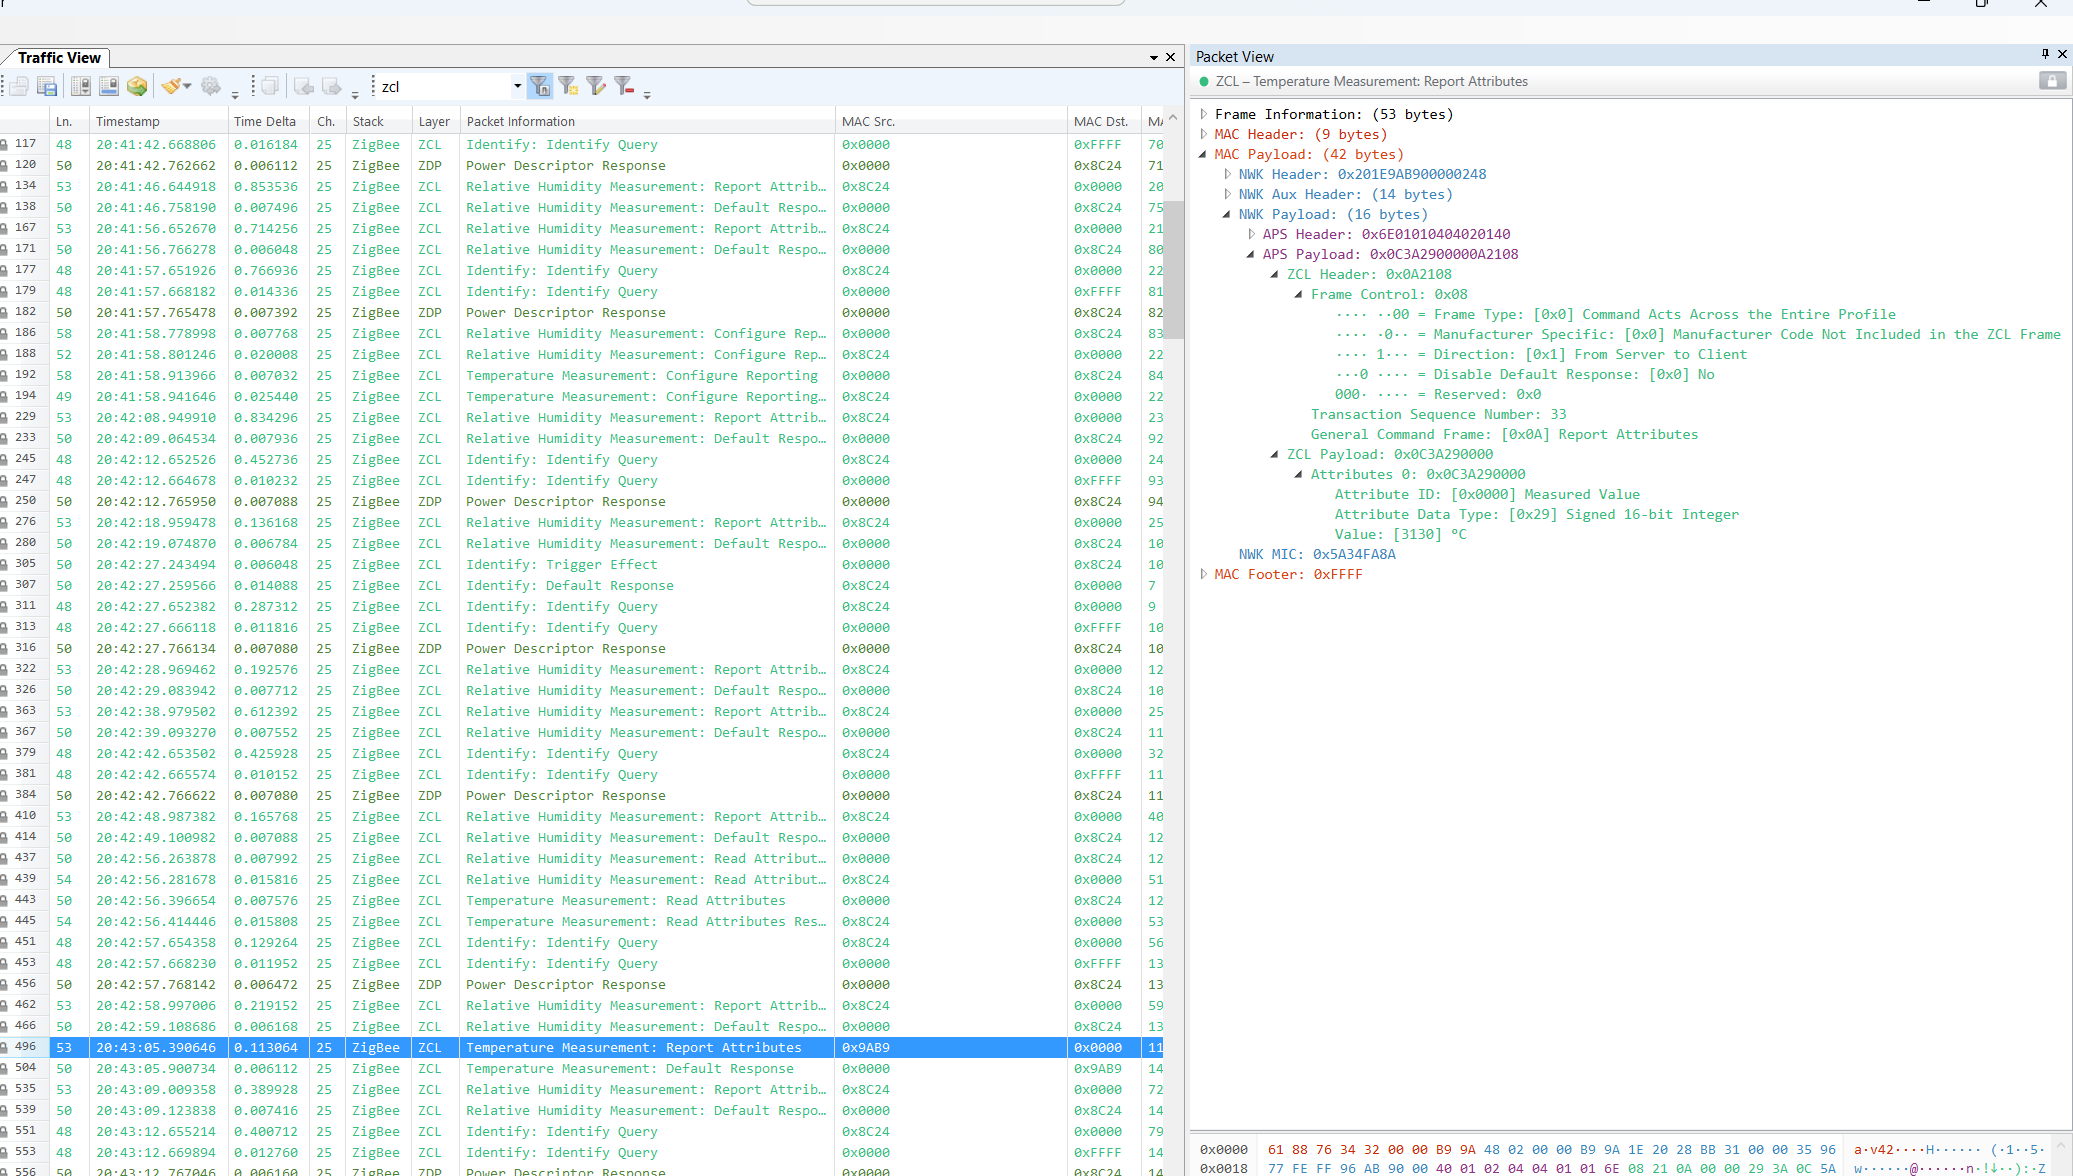 Traffic View
zcl
Ln. Timestamp Time Delta Ch. Stack Layer Packet Information MAC Src. MAC Dst.
117 48 20:41:42.668806 0.016184 25 ZigBee ZCL Identify: Identify Query 0x0000 0xFFFF 70
120 50 20:41:42.762662 0.006112 25 ZigBee ZDP Power Descriptor Response 0x0000 0x8C24 71
134 53 20:41:46.644918 0.853536 25 ZigBee ZCL Relative Humidity Measurement: Report Attrib… 0x8C24 0x0000 20
138 50 20:41:46.758190 0.007496 25 ZigBee ZCL Relative Humidity Measurement: Default Respo… 0x0000 0x8C24 75
167 53 20:41:56.652670 0.714256 25 ZigBee ZCL Relative Humidity Measurement: Report Attrib… 0x8C24 0x0000 21
171 50 20:41:56.766278 0.006048 25 ZigBee ZCL Relative Humidity Measurement: Default Respo… 0x0000 0x8C24 80
177 48 20:41:57.651926 0.766936 25 ZigBee ZCL Identify: Identify Query 0x8C24 0x0000 22
179 48 20:41:57.668182 0.014336 25 ZigBee ZCL Identify: Identify Query 0x0000 0xFFFF 81
182 50 20:41:57.765478 0.007392 25 ZigBee ZDP Power Descriptor Response 0x0000 0x8C24 82
186 58 20:41:58.778998 0.007768 25 ZigBee ZCL Relative Humidity Measurement: Configure Rep… 0x0000 0x8C24 83
188 52 20:41:58.801246 0.020008 25 ZigBee ZCL Relative Humidity Measurement: Configure Rep… 0x8C24 0x0000 22
192 58 20:41:58.913966 0.007032 25 ZigBee ZCL Temperature Measurement: Configure Reporting 0x0000 0x8C24 84
194 49 20:41:58.941646 0.025440 25 ZigBee ZCL Temperature Measurement: Configure Reporting… 0x8C24 0x0000 22
229 53 20:42:08.949910 0.834296 25 ZigBee ZCL Relative Humidity Measurement: Report Attrib… 0x8C24 0x0000 23
233 50 20:42:09.064534 0.007936 25 ZigBee ZCL Relative Humidity Measurement: Default Respo… 0x0000 0x8C24 92
245 48 20:42:12.652526 0.452736 25 ZigBee ZCL Identify: Identify Query 0x8C24 0x0000 24
247 48 20:42:12.664678 0.010232 25 ZigBee ZCL Identify: Identify Query 0x0000 0xFFFF 93
250 50 20:42:12.765950 0.007088 25 ZigBee ZDP Power Descriptor Response 0x0000 0x8C24 94
276 53 20:42:18.959478 0.136168 25 ZigBee ZCL Relative Humidity Measurement: Report Attrib… 0x8C24 0x0000 25
280 50 20:42:19.074870 0.006784 25 ZigBee ZCL Relative Humidity Measurement: Default Respo… 0x0000 0x8C24 10
305 50 20:42:27.243494 0.006048 25 ZigBee ZCL Identify: Trigger Effect 0x0000 0x8C24 10
307 50 20:42:27.259566 0.014088 25 ZigBee ZCL Identify: Default Response 0x8C24 0x0000 7
311 48 20:42:27.652382 0.287312 25 ZigBee ZCL Identify: Identify Query 0x8C24 0x0000 9
313 48 20:42:27.666118 0.011816 25 ZigBee ZCL Identify: Identify Query 0x0000 0xFFFF 10
316 50 20:42:27.766134 0.007080 25 ZigBee ZDP Power Descriptor Response 0x0000 0x8C24 10
322 53 20:42:28.969462 0.192576 25 ZigBee ZCL Relative Humidity Measurement: Report Attrib… 0x8C24 0x0000 12
326 50 20:42:29.083942 0.007712 25 ZigBee ZCL Relative Humidity Measurement: Default Respo… 0x0000 0x8C24 10
363 53 20:42:38.979502 0.612392 25 ZigBee ZCL Relative Humidity Measurement: Report Attrib… 0x8C24 0x0000 25
367 50 20:42:39.093270 0.007552 25 ZigBee ZCL Relative Humidity Measurement: Default Respo… 0x0000 0x8C24 11
379 48 20:42:42.653502 0.425928 25 ZigBee ZCL Identify: Identify Query 0x8C24 0x0000 32
381 48 20:42:42.665574 0.010152 25 ZigBee ZCL Identify: Identify Query 0x0000 0xFFFF 11
384 50 20:42:42.766622 0.007080 25 ZigBee ZDP Power Descriptor Response 0x0000 0x8C24 11
410 53 20:42:48.987382 0.165768 25 ZigBee ZCL Relative Humidity Measurement: Report Attrib… 0x8C24 0x0000 40
414 50 20:42:49.100982 0.007088 25 ZigBee ZCL Relative Humidity Measurement: Default Respo… 0x0000 0x8C24 12
437 50 20:42:56.263878 0.007992 25 ZigBee ZCL Relative Humidity Measurement: Read Attribut… 0x0000 0x8C24 12
439 54 20:42:56.281678 0.015816 25 ZigBee ZCL Relative Humidity Measurement: Read Attribut… 0x8C24 0x0000 51
443 50 20:42:56.396654 0.007576 25 ZigBee ZCL Temperature Measurement: Read Attributes 0x0000 0x8C24 12
445 54 20:42:56.414446 0.015808 25 ZigBee ZCL Temperature Measurement: Read Attributes Res… 0x8C24 0x0000 53
451 48 20:42:57.654358 0.129264 25 ZigBee ZCL Identify: Identify Query 0x8C24 0x0000 56
453 48 20:42:57.668230 0.011952 25 ZigBee ZCL Identify: Identify Query 0x0000 0xFFFF 13
456 50 20:42:57.768142 0.006472 25 ZigBee ZDP Power Descriptor Response 0x0000 0x8C24 13
462 53 20:42:58.997006 0.219152 25 ZigBee ZCL Relative Humidity Measurement: Report Attrib… 0x8C24 0x0000 59
466 50 20:42:59.108686 0.006168 25 ZigBee ZCL Relative Humidity Measurement: Default Respo… 0x0000 0x8C24 13
496 53 20:43:05.390646 0.113064 25 ZigBee ZCL Temperature Measurement: Report Attributes 0x9AB9 0x0000 11
504 50 20:43:05.900734 0.006112 25 ZigBee ZCL Temperature Measurement: Default Response 0x0000 0x9AB9 14
535 53 20:43:09.009358 0.389928 25 ZigBee ZCL Relative Humidity Measurement: Report Attrib… 0x8C24 0x0000 72
539 50 20:43:09.123838 0.007416 25 ZigBee ZCL Relative Humidity Measurement: Default Respo… 0x0000 0x8C24 14
551 48 20:43:12.655214 0.400712 25 ZigBee ZCL Identify: Identify Query 0x8C24 0x0000 79
553 48 20:43:12.669894 0.012760 25 ZigBee ZCL Identify: Identify Query 0x0000 0xFFFF 14
556 50 20:43:12.767046 0.006160 25 ZigBee ZDP Power Descriptor Response 0x0000 0x8C24 14
Packet View
ZCL – Temperature Measurement: Report Attributes
Frame Information: (53 bytes)
MAC Header: (9 bytes)
MAC Payload: (42 bytes)
NWK Header: 0x201E9AB900000248
NWK Aux Header: (14 bytes)
NWK Payload: (16 bytes)
APS Header: 0x6E01010404020140
APS Payload: 0x0C3A2900000A2108
ZCL Header: 0x0A2108
Frame Control: 0x08
···· ··00 = Frame Type: [0x0] Command Acts Across the Entire Profile
···· ·0·· = Manufacturer Specific: [0x0] Manufacturer Code Not Included in the ZCL Frame
···· 1··· = Direction: [0x1] From Server to Client
···0 ···· = Disable Default Response: [0x0] No
000· ···· = Reserved: 0x0
Transaction Sequence Number: 33
General Command Frame: [0x0A] Report Attributes
ZCL Payload: 0x0C3A290000
Attributes 0: 0x0C3A290000
Attribute ID: [0x0000] Measured Value
Attribute Data Type: [0x29] Signed 16-bit Integer
Value: [3130] ºC
NWK MIC: 0x5A34FA8A
MAC Footer: 0xFFFF
0x0000 61 88 76 34 32 00 00 B9 9A 48 02 00 00 B9 9A 1E 20 28 BB 31 00 00 35 96 a·v42····H······ (·1··5·
0x0018 77 FE FF 96 AB 90 00 40 01 02 04 04 01 01 6E 08 21 0A 00 00 29 3A 0C 5A w······@······n·!↓··):·Z